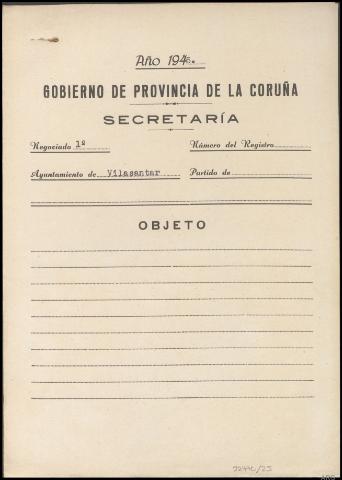 Año 194
GOBIERNO DE PROVINCIA DE LA CORUÑA
SECRETARÍA
Negociado 1º Número del Registro
Ayuntamiento de Vilasantar Partido de
OBJETO